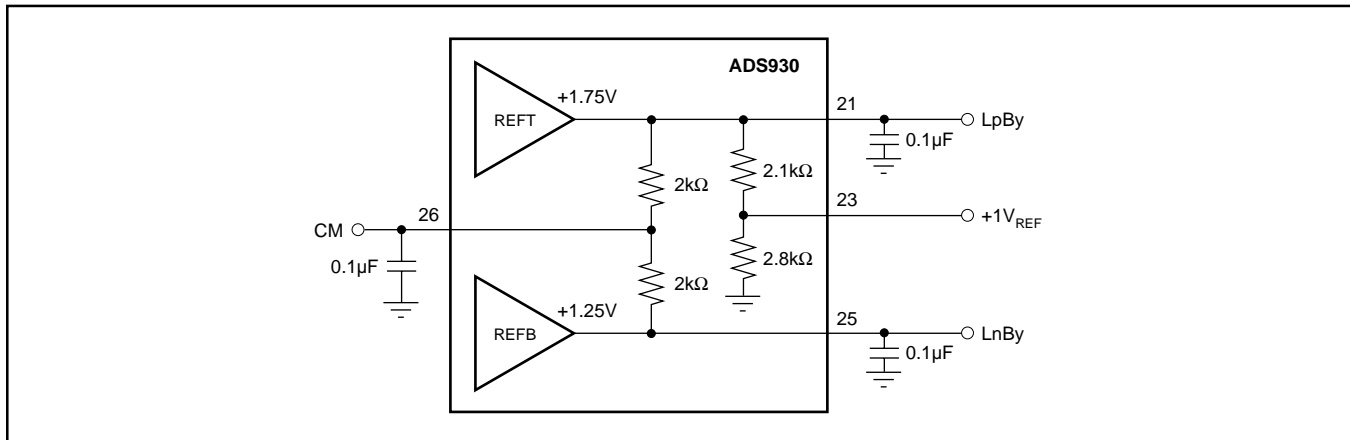 ADS930
+1.75V
REFT
21
LpBy
0.1µF
2kΩ
2.1kΩ
23
+1VREF
26
CM
0.1µF
2kΩ
2.8kΩ
+1.25V
REFB
25
LnBy
0.1µF